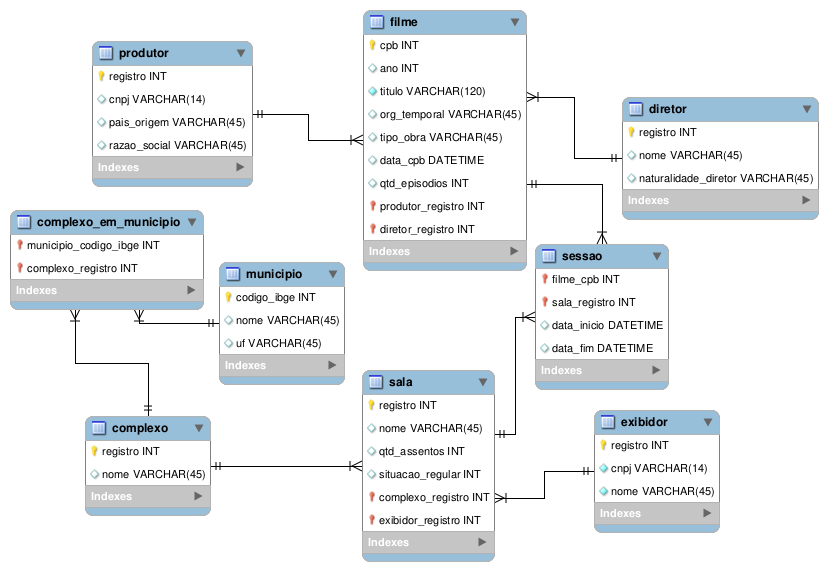 produtor
registro INT
cnpj VARCHAR(14)
pais_origem VARCHAR(45)
razao_social VARCHAR(45)
Indexes
filme
cpb INT
ano INT
titulo VARCHAR(120)
org_temporal VARCHAR(45)
tipo_obra VARCHAR(45)
data_cpb DATETIME
qtd_episodios INT
produtor_registro INT
diretor_registro INT
Indexes
diretor
registro INT
nome VARCHAR(45)
naturalidade_diretor VARCHAR(45)
Indexes
complexo_em_municipio
municipio_codigo_ibge INT
complexo_registro INT
Indexes
municipio
codigo_ibge INT
nome VARCHAR(45)
uf VARCHAR(45)
Indexes
sessao
filme_cpb INT
sala_registro INT
data_inicio DATETIME
data_fim DATETIME
Indexes
complexo
registro INT
nome VARCHAR(45)
Indexes
sala
registro INT
nome VARCHAR(45)
qtd_assentos INT
situacao_regular INT
complexo_registro INT
exibidor_registro INT
Indexes
exibidor
registro INT
cnpj VARCHAR(14)
nome VARCHAR(45)
Indexes